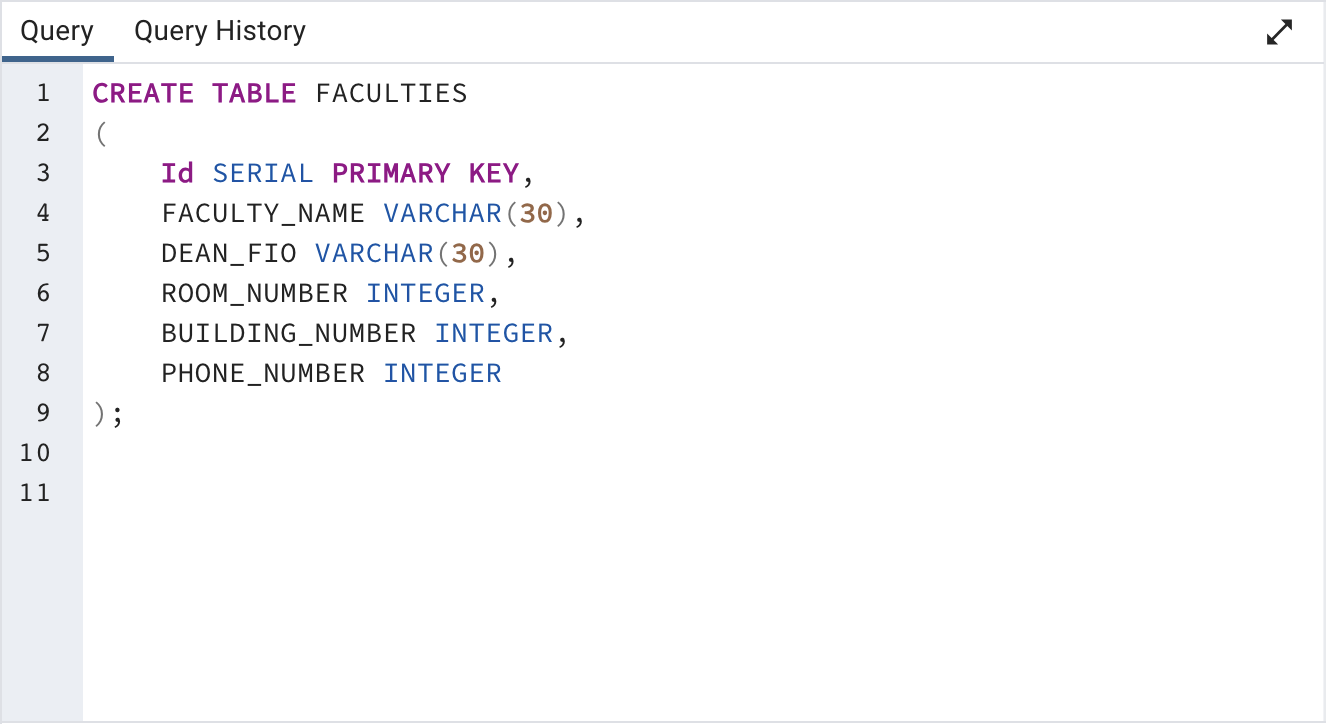 Query Query History
1 CREATE TABLE FACULTIES
2 (
3 Id SERIAL PRIMARY KEY,
4 FACULTY_NAME VARCHAR(30),
5 DEAN_FIO VARCHAR(30),
6 ROOM_NUMBER INTEGER,
7 BUILDING_NUMBER INTEGER,
8 PHONE_NUMBER INTEGER
9 );
10
11